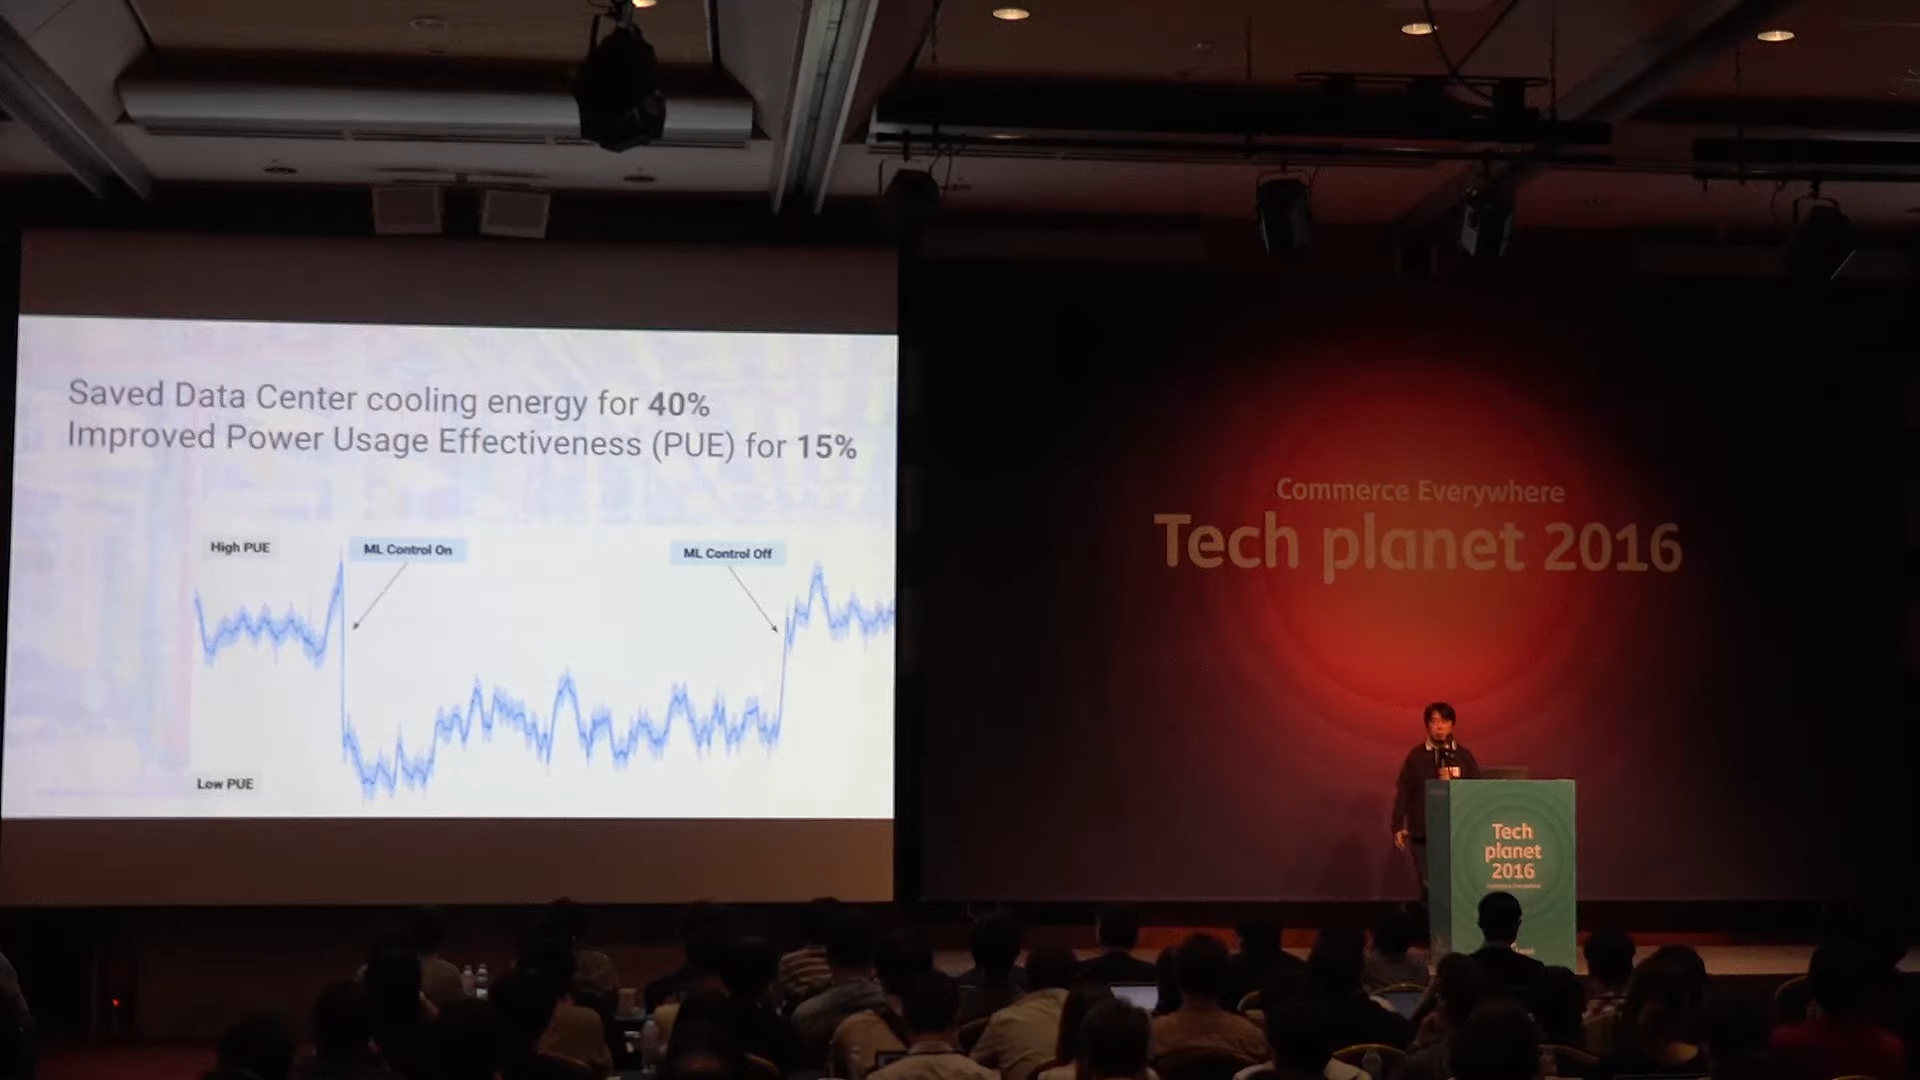 Saved Data Center cooling energy for 40%
Improved Power Usage Effectiveness (PUE) for 15%
High PUE
ML Control On
ML Control Off
Low PUE
Commerce Everywhere
Tech planet 2016
Tech
planet
2016